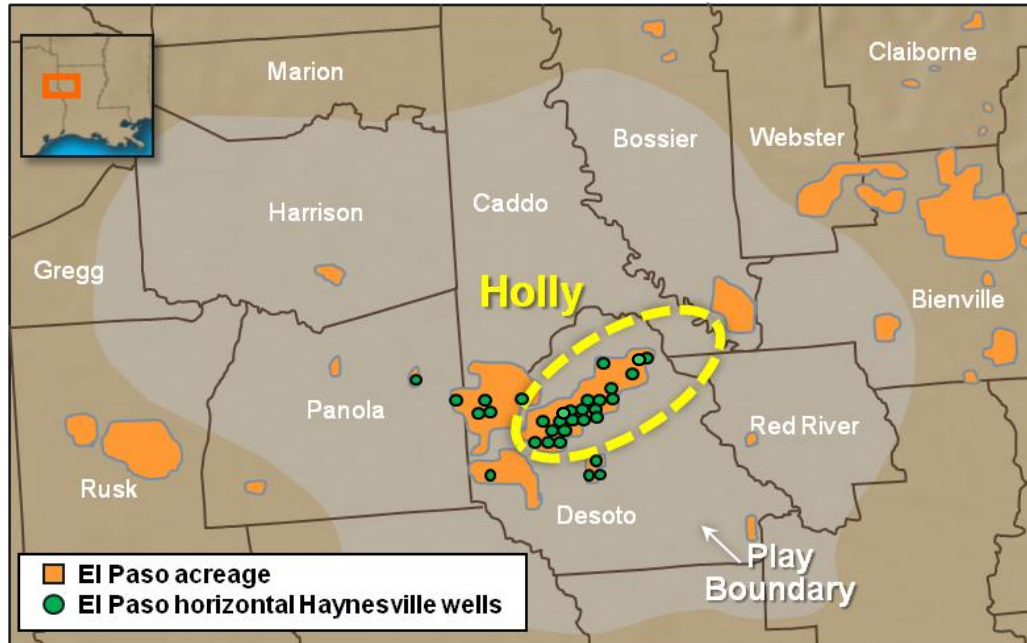 Marion
Claiborne
Bossier
Webster
Harrison
Caddo
Gregg
Holly
Bienville
Panola
Red River
Rusk
Desoto
Play
Boundary
El Paso acreage
El Paso horizontal Haynesville wells